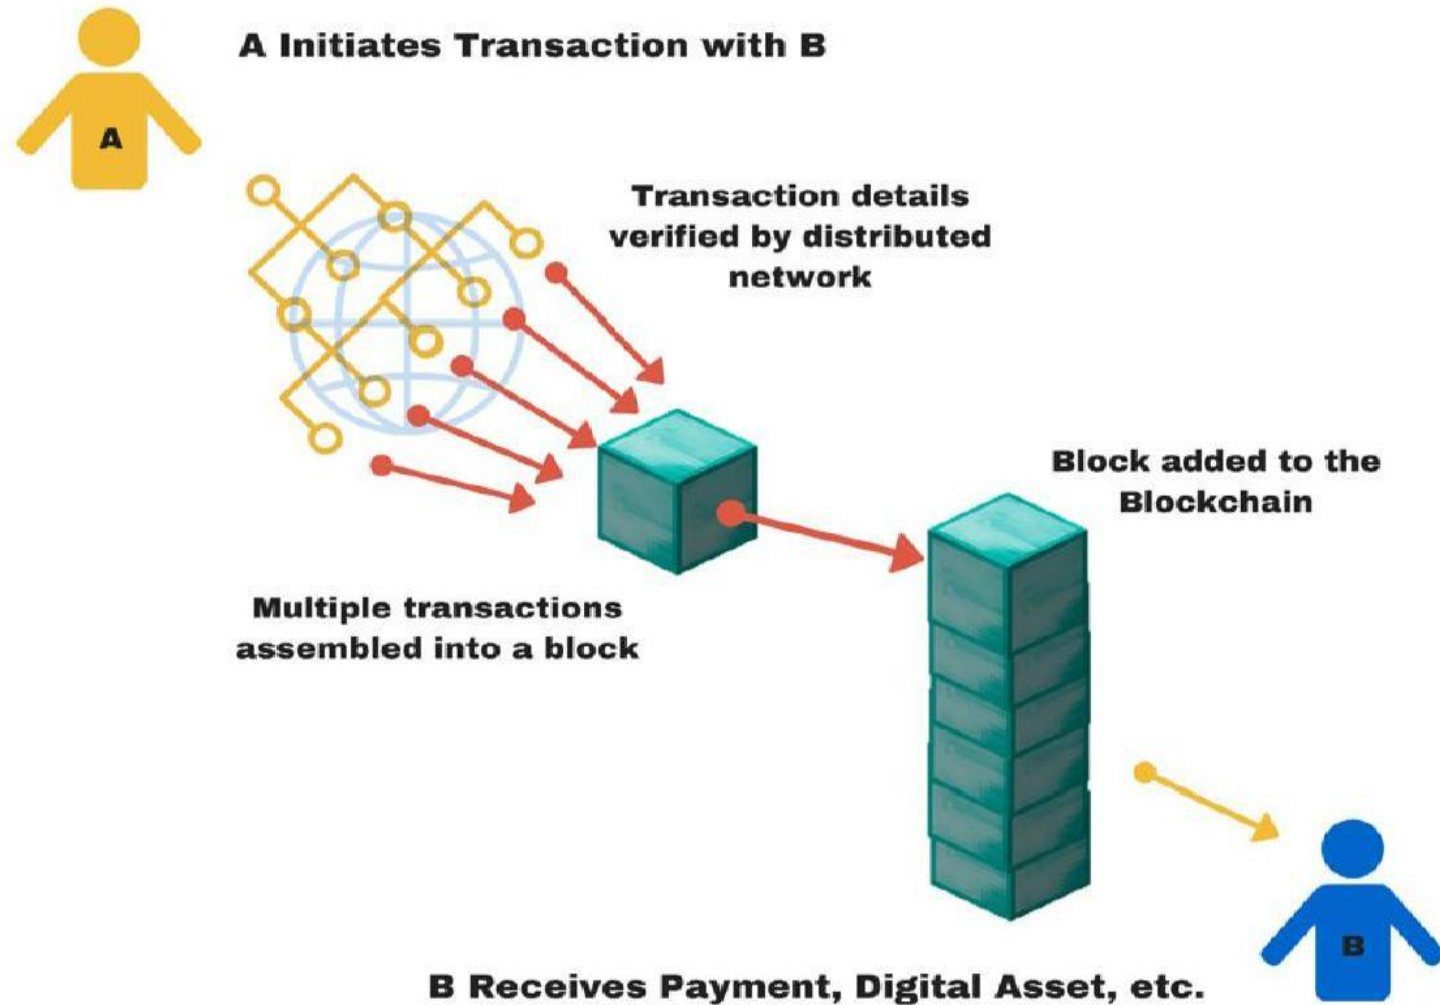 A Initiates Transaction with B
A
Transaction details
verified by distributed
network
Block added to the
Blockchain
Multiple transactions
assembled into a block
B
B Receives Payment, Digital Asset, etc.